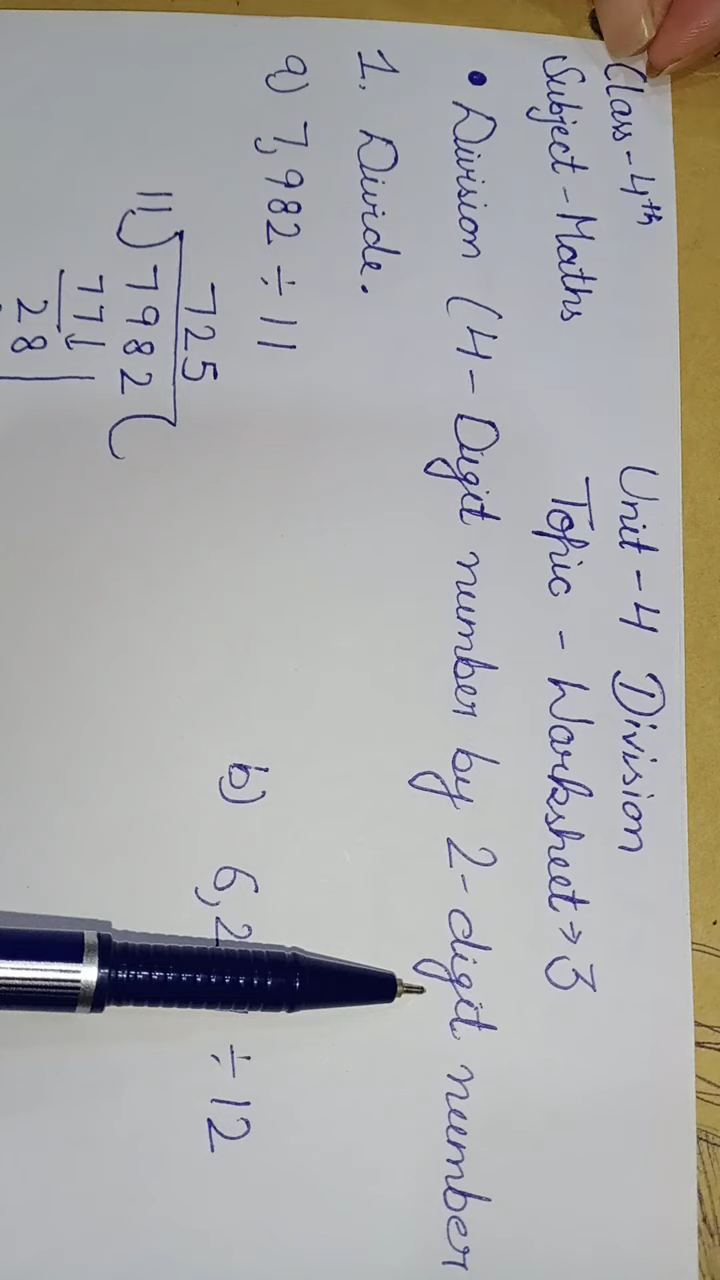 Class - 4th Unit - 4 Division
Subject - Maths Topic - Worksheet → 3
• Division (4 - Digit number by 2 - digit number
1. Divide.
a) 7,982 ÷ 11 b) 6,2 ÷ 12
725
11) 7982 (
77↓
28